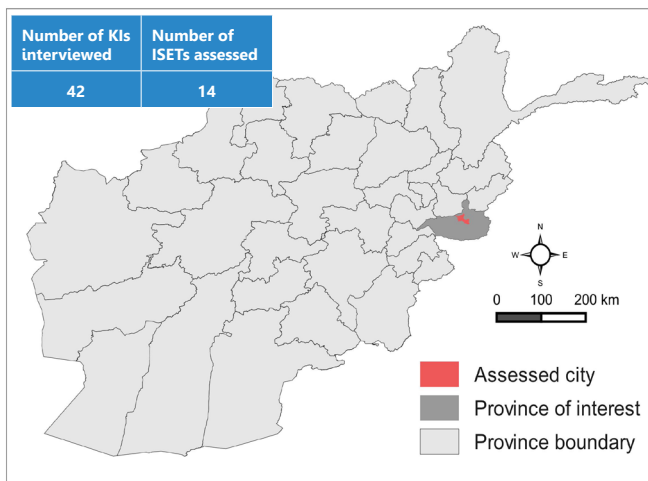 Number of KIs interviewed
Number of ISETs assessed
42
14
N
W
E
S
0 100 200 km
Assessed city
Province of interest
Province boundary